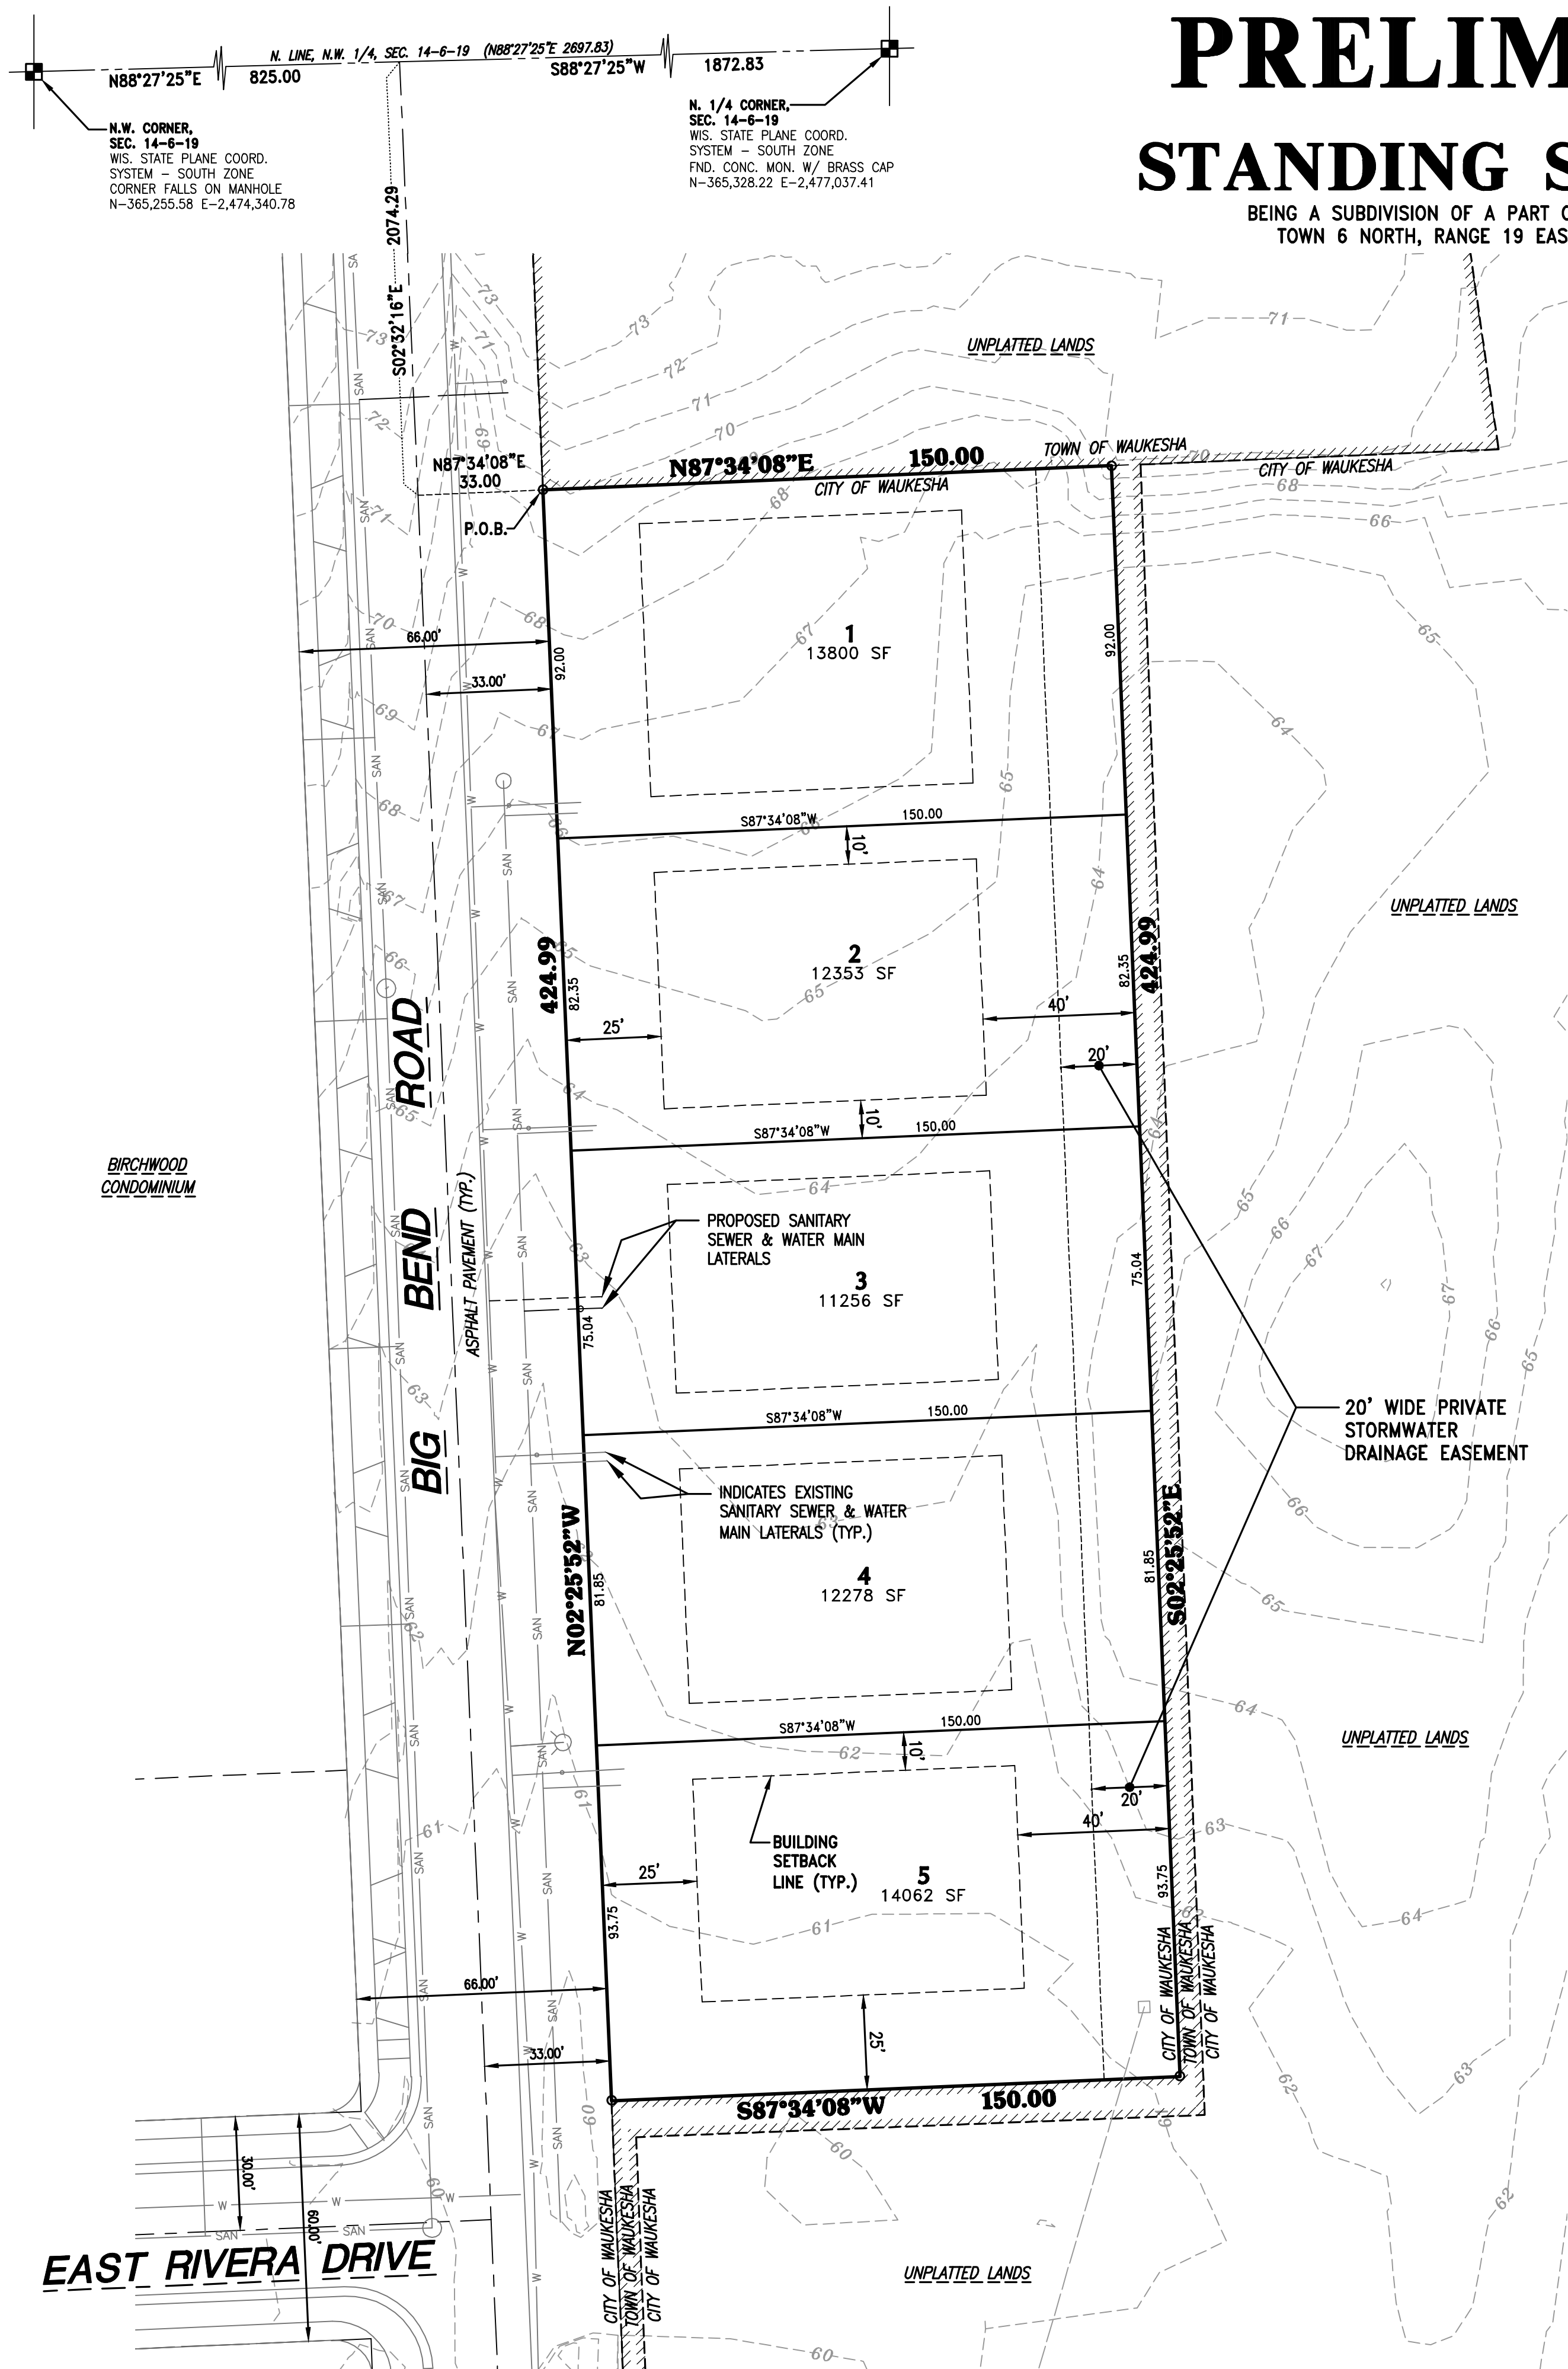 PRELIM
STANDING S
BEING A SUBDIVISION OF A PART O
TOWN 6 NORTH, RANGE 19 EAS
N. LINE, N.W. 1/4, SEC. 14-6-19 (N88°27'25"E 2697.83)
N88°27'25"E 825.00
S88°27'25"W 1872.83
N.W. CORNER,
SEC. 14-6-19
WIS. STATE PLANE COORD.
SYSTEM - SOUTH ZONE
CORNER FALLS ON MANHOLE
N-365,255.58 E-2,474,340.78
N. 1/4 CORNER,
SEC. 14-6-19
WIS. STATE PLANE COORD.
SYSTEM - SOUTH ZONE
FND. CONC. MON. W/ BRASS CAP
N-365,328.22 E-2,477,037.41
S02°32'16"E 2074.29
UNPLATTED LANDS
N87°34'08"E
33.00
P.O.B.
N87°34'08"E 150.00
TOWN OF WAUKESHA
CITY OF WAUKESHA
CITY OF WAUKESHA
66.00'
33.00'
92.00
1
13800 SF
92.00
S87°34'08"W 150.00
10'
424.99
82.35
2
12353 SF
82.35
424.99
25'
40'
20'
10'
S87°34'08"W 150.00
UNPLATTED LANDS
BIRCHWOOD
CONDOMINIUM
BIG BEND ROAD
ASPHALT PAVEMENT (TYP.)
PROPOSED SANITARY
SEWER & WATER MAIN
LATERALS
3
11256 SF
75.04
75.04
S87°34'08"W 150.00
20' WIDE PRIVATE
STORMWATER
DRAINAGE EASEMENT
INDICATES EXISTING
SANITARY SEWER & WATER
MAIN LATERALS (TYP.)
N02°25'52"W
81.85
4
12278 SF
81.85
S02°25'52"E
S87°34'08"W 150.00
10'
UNPLATTED LANDS
20'
40'
BUILDING
SETBACK
LINE (TYP.)
25'
5
14062 SF
93.75
93.75
66.00'
33.00'
25'
CITY OF WAUKESHA
TOWN OF WAUKESHA
CITY OF WAUKESHA
S87°34'08"W 150.00
30.00'
60.00'
EAST RIVERA DRIVE
CITY OF WAUKESHA
TOWN OF WAUKESHA
CITY OF WAUKESHA
UNPLATTED LANDS